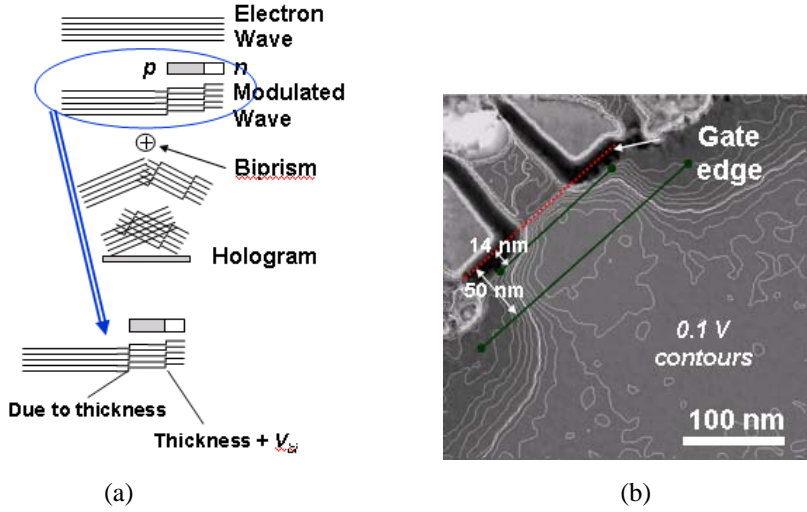 Electron
Wave
p n
Modulated
Wave
Biprism
Hologram
Due to thickness
Thickness + Vbi
(a)
Gate
edge
14 nm
50 nm
0.1 V
contours
100 nm
(b)